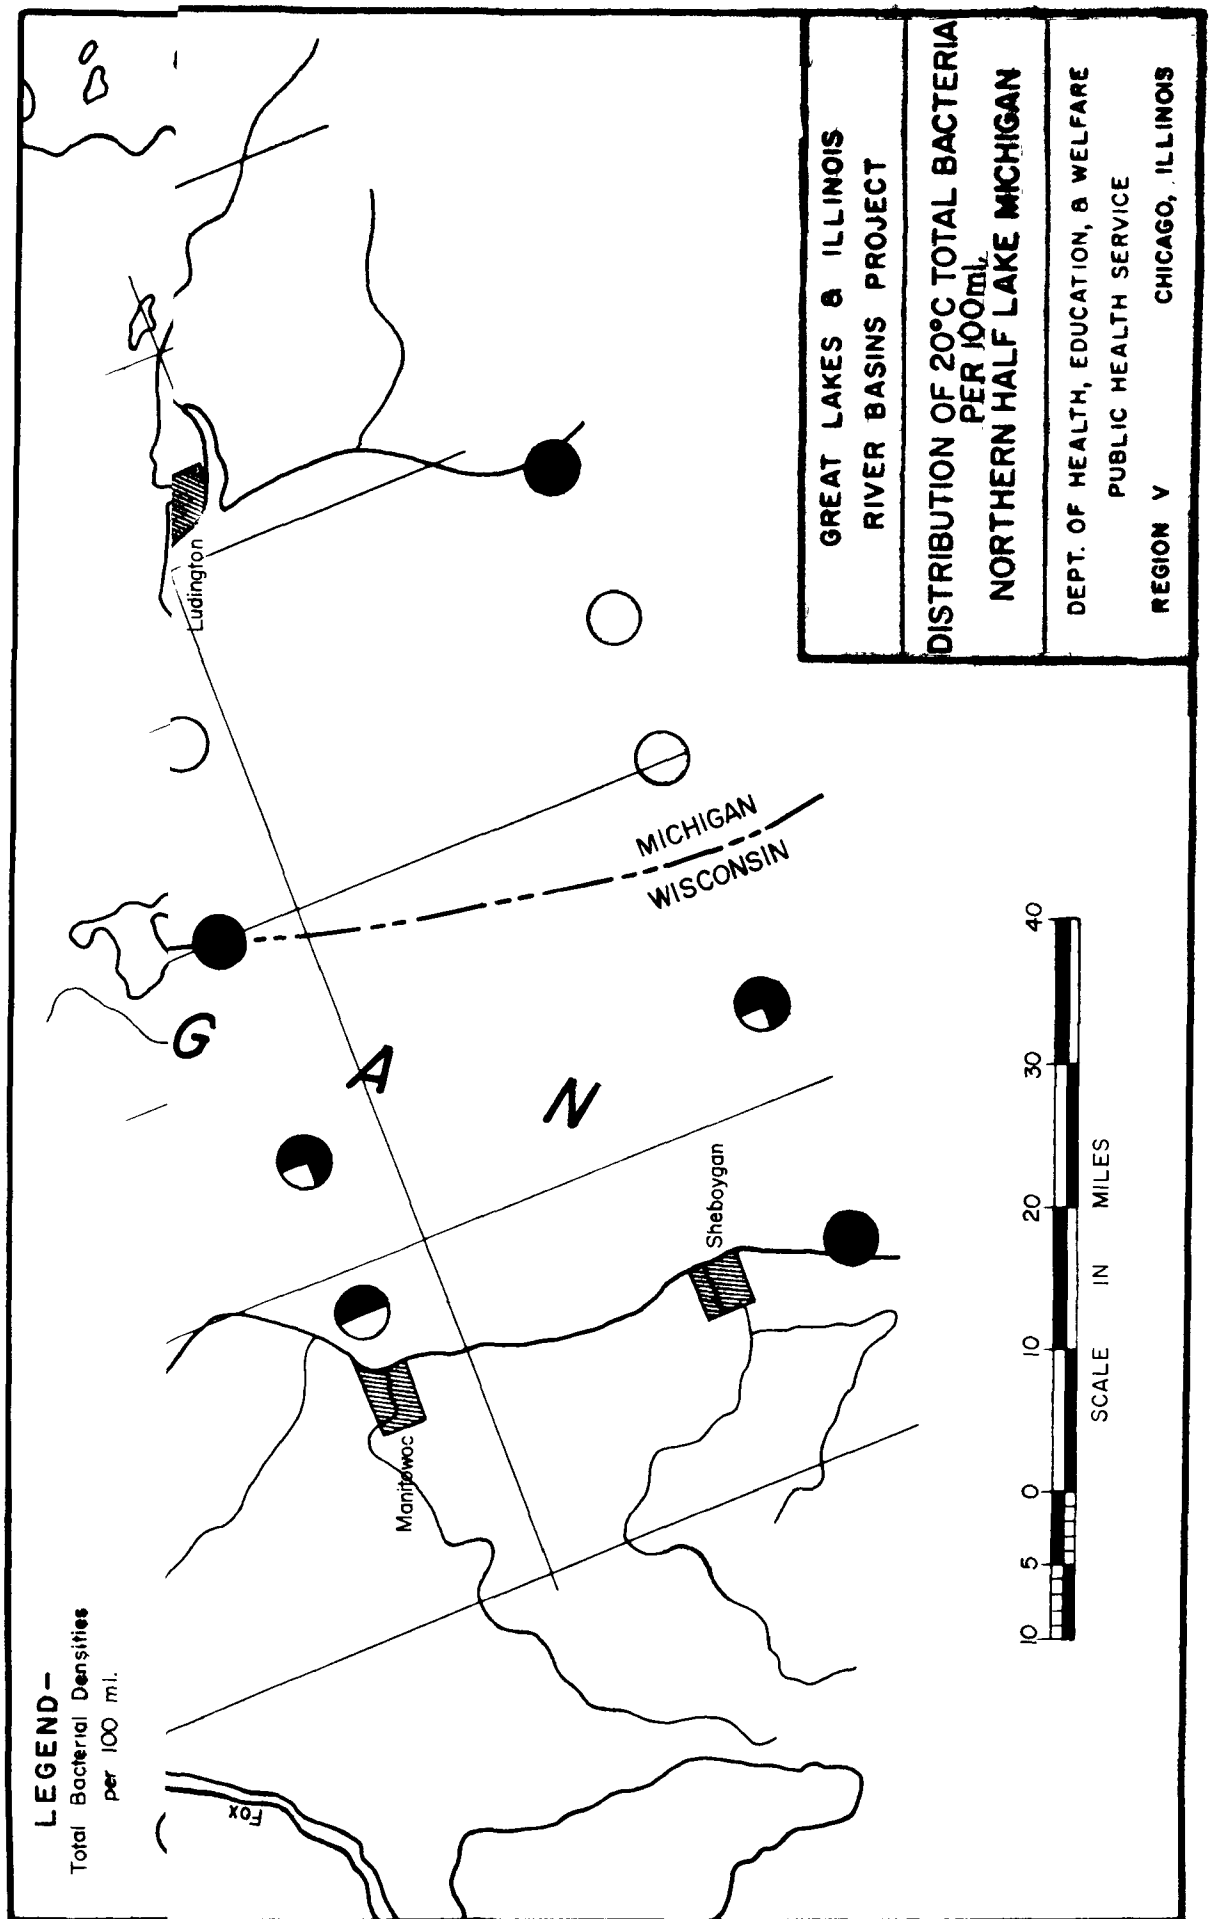 LEGEND-
Total Bacterial Densities
per 100 ml.
Fox
Manitowoc
Sheboygan
G
A
N
MICHIGAN
WISCONSIN
Ludington
10 5 0 10 20 30 40
SCALE IN MILES
GREAT LAKES & ILLINOIS
RIVER BASINS PROJECT
DISTRIBUTION OF 20°C TOTAL BACTERIA
PER 100ml.
NORTHERN HALF LAKE MICHIGAN
DEPT. OF HEALTH, EDUCATION, & WELFARE
PUBLIC HEALTH SERVICE
REGION V CHICAGO, ILLINOIS